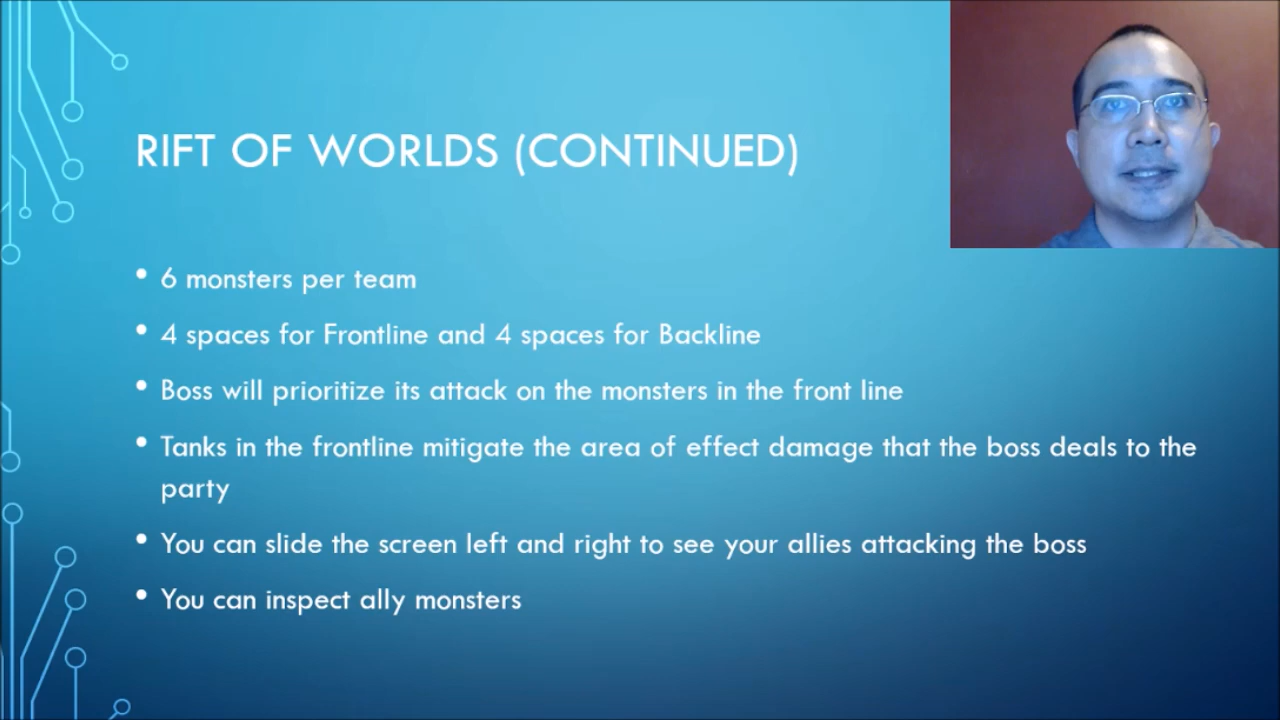 RIFT OF WORLDS (CONTINUED)
• 6 monsters per team
• 4 spaces for Frontline and 4 spaces for Backline
• Boss will prioritize its attack on the monsters in the front line
• Tanks in the frontline mitigate the area of effect damage that the boss deals to the
party
• You can slide the screen left and right to see your allies attacking the boss
• You can inspect ally monsters